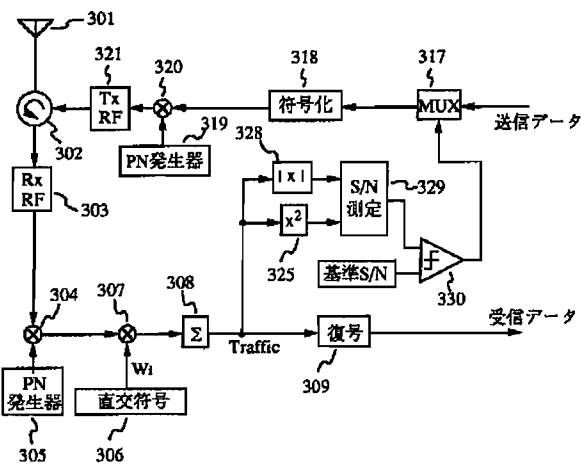 301
321
320
318
317
Tx
RF
符号化
MUX
送信データ
302
319
PN発生器
328
|x|
S/N
測定
329
Rx
RF
303
x²
325
基準S/N
330
304
307
308
Σ
Traffic
復号
受信データ
309
Wi
PN
発生器
直交符号
305
306